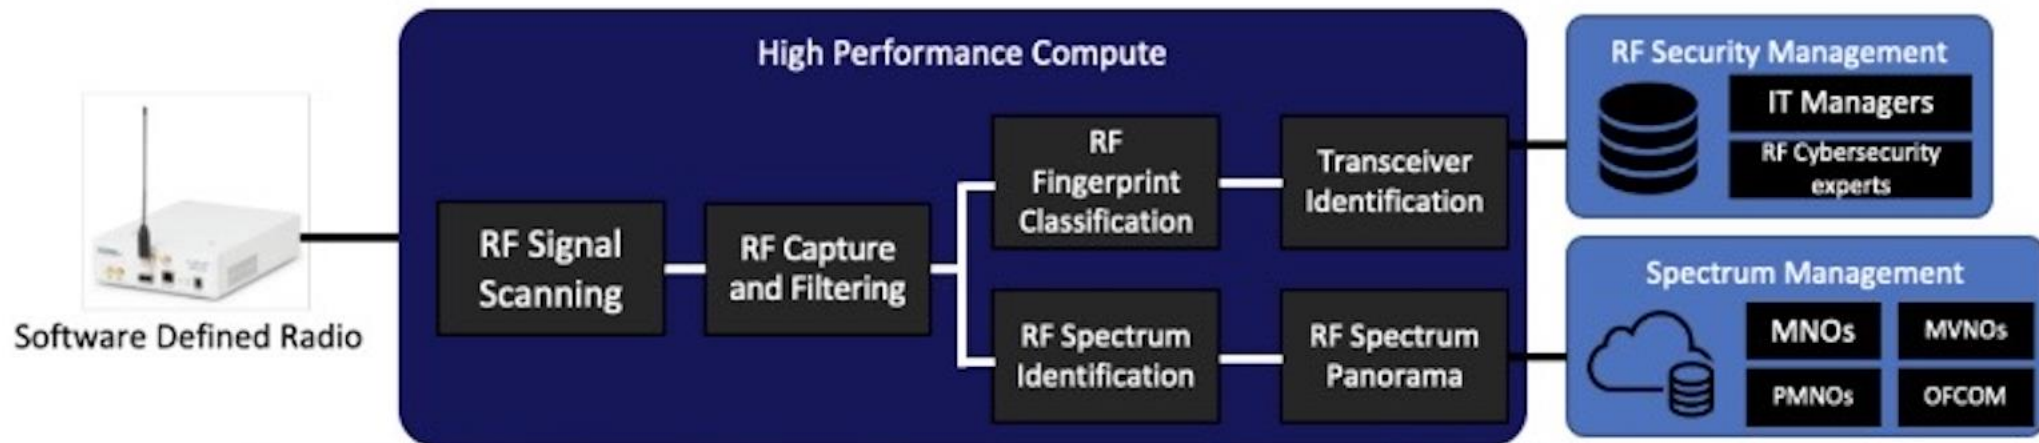 High Performance Compute
Software Defined Radio
RF Signal
Scanning
RF Capture
and Filtering
RF
Fingerprint
Classification
Transceiver
Identification
RF Spectrum
Identification
RF Spectrum
Panorama
RF Security Management
IT Managers
RF Cybersecurity
experts
Spectrum Management
MNOs
MVNOs
PMNOs
OFCOM